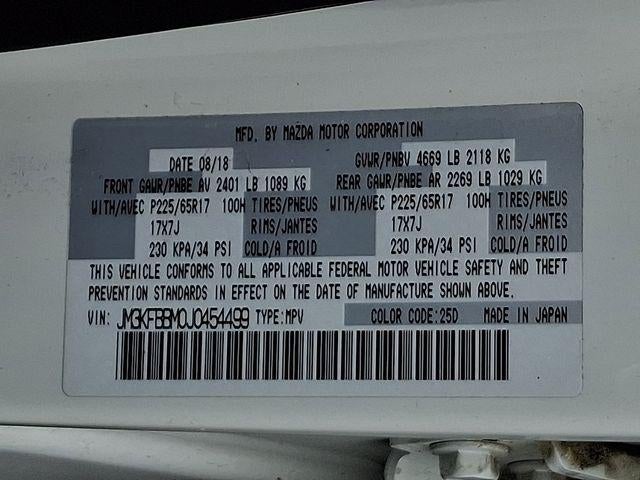 MFD. BY MAZDA MOTOR CORPORATION
DATE 08/18 GVWR/PNBV 4669 LB 2118 KG
FRONT GAWR/PNBE AV 2401 LB 1089 KG REAR GAWR/PNBE AR 2269 LB 1029 KG
WITH/AVEC P225/65R17 100H TIRES/PNEUS WITH/AVEC P225/65R17 100H TIRES/PNEUS
17X7J RIMS/JANTES 17X7J RIMS/JANTES
230 KPA/34 PSI COLD/A FROID 230 KPA/34 PSI COLD/A FROID
THIS VEHICLE CONFORMS TO ALL APPLICABLE FEDERAL MOTOR VEHICLE SAFETY AND THEFT
PREVENTION STANDARDS IN EFFECT ON THE DATE OF MANUFACTURE SHOWN ABOVE.
VIN: JM3KFBBM0J0454499 TYPE:MPV COLOR CODE:25D MADE IN JAPAN